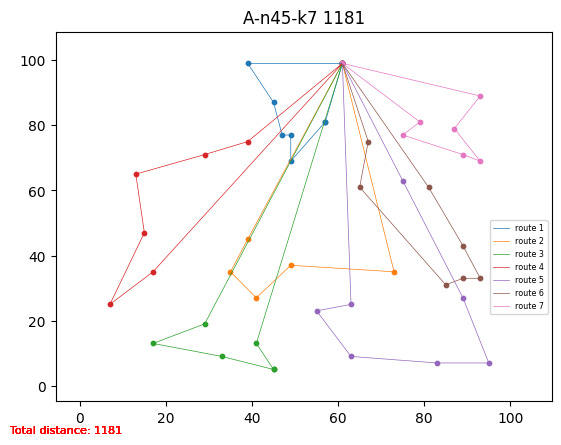 A-n45-k7 1181
100
80
60
40
20
0
route 1
route 2
route 3
route 4
route 5
route 6
route 7
0 20 40 60 80 100
Total distance: 1181